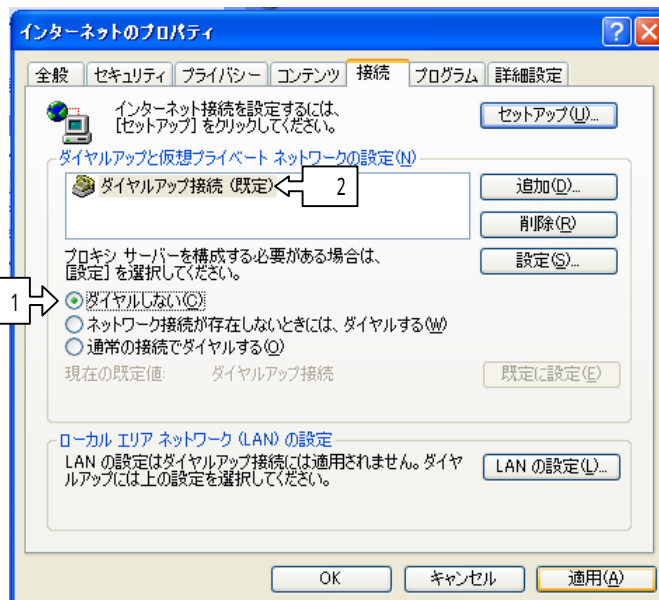 インターネットのプロパティ
全般 セキュリティ プライバシー コンテンツ 接続 プログラム 詳細設定
インターネット接続を設定するには、
[セットアップ] をクリックしてください。
セットアップ(U)...
ダイヤルアップと仮想プライベート ネットワークの設定(N)
ダイヤルアップ接続 (既定)
2
追加(D)...
削除(R)
プロキシ サーバーを構成する必要がある場合は、
[設定] を選択してください。
設定(S)...
1
ダイヤルしない(C)
ネットワーク接続が存在しないときには、ダイヤルする(W)
通常の接続でダイヤルする(O)
現在の既定値: ダイヤルアップ接続
既定に設定(E)
ローカル エリア ネットワーク (LAN) の設定
LAN の設定はダイヤルアップ接続には適用されません。ダイヤ
ルアップには上の設定を選択してください。
LAN の設定(L)...
OK キャンセル 適用(A)